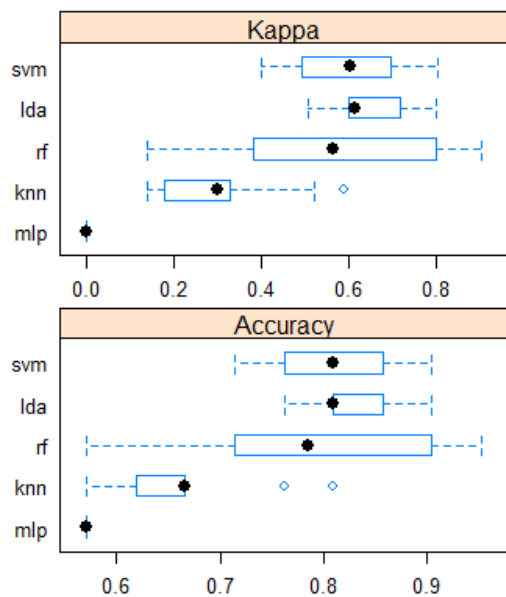 Kappa
svm
lda
rf
knn
mlp
0.0 0.2 0.4 0.6 0.8
Accuracy
svm
lda
rf
knn
mlp
0.6 0.7 0.8 0.9